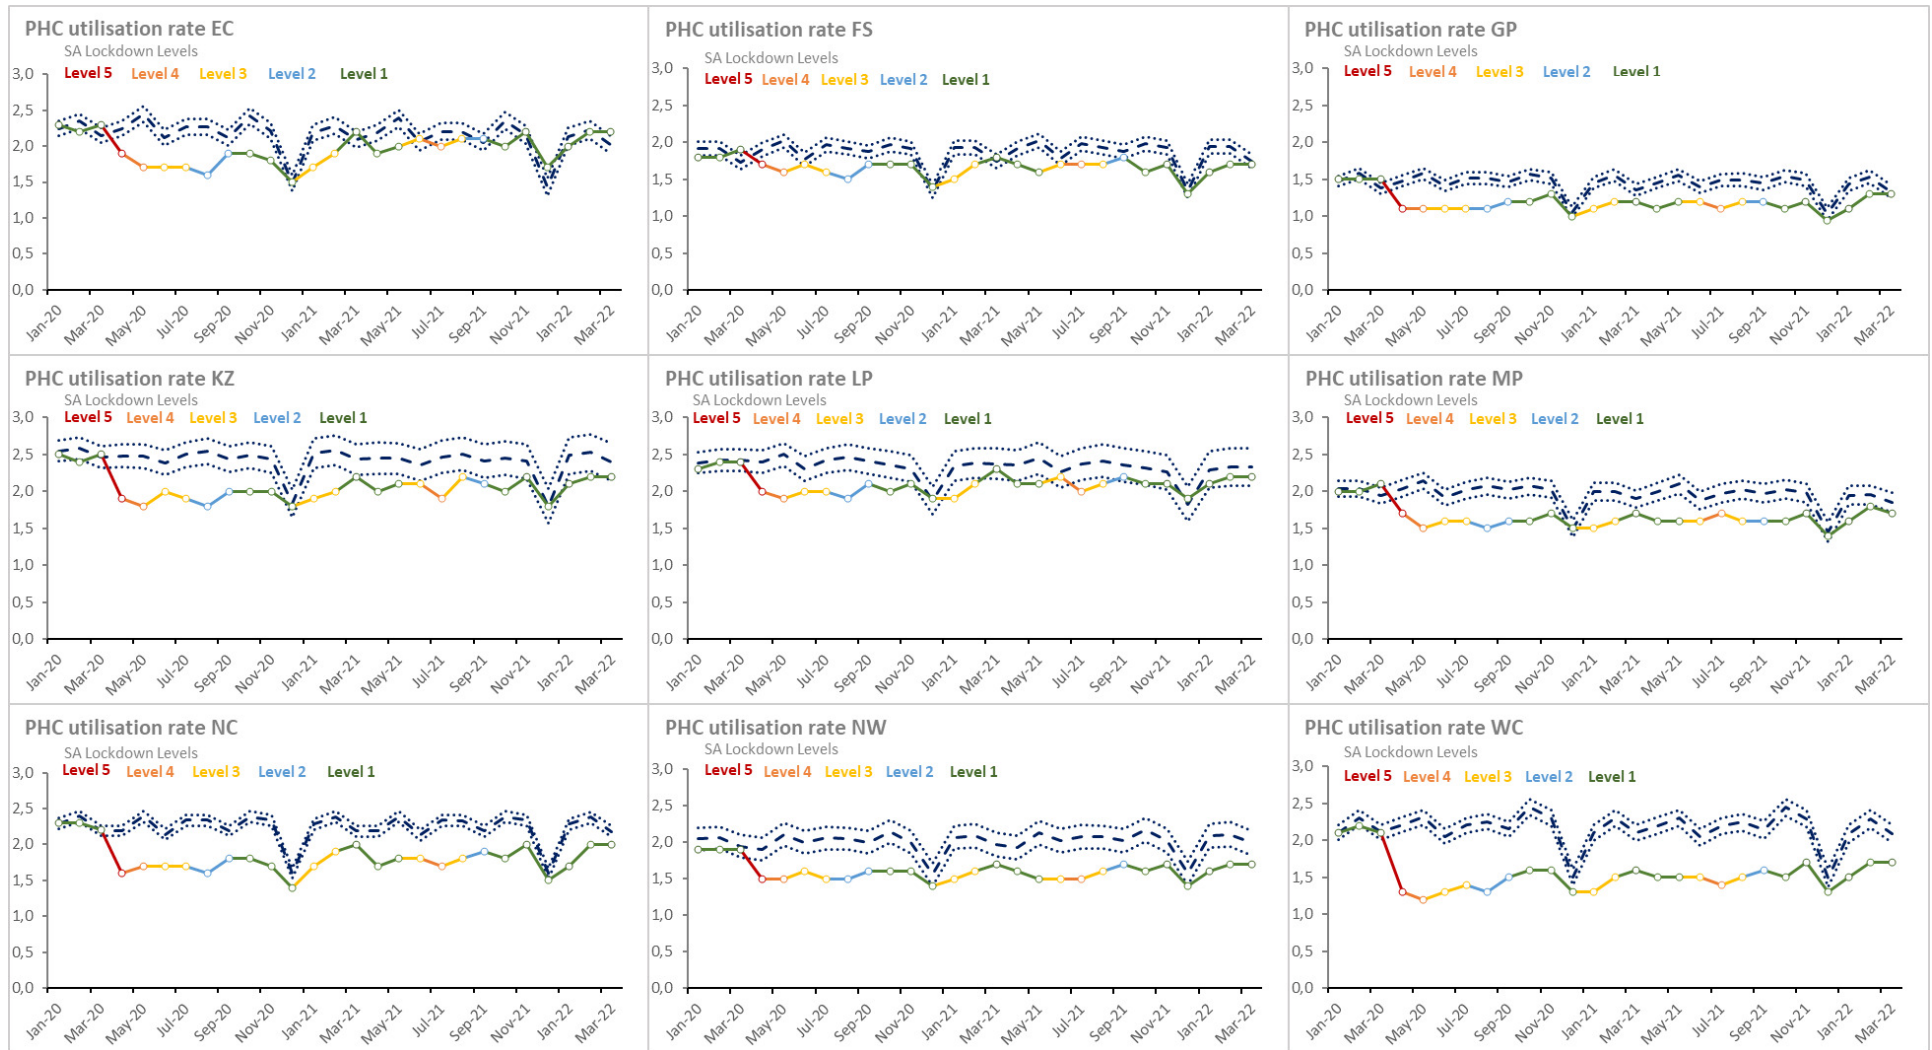 PHC utilisation rate EC
SA Lockdown Levels
Level 5 Level 4 Level 3 Level 2 Level 1
3,0
2,5
2,0
1,5
1,0
0,5
0,0
Jan-20 Mar-20 May-20 Jul-20 Sep-20 Nov-20 Jan-21 Mar-21 May-21 Jul-21 Sep-21 Nov-21 Jan-22 Mar-22
PHC utilisation rate FS
SA Lockdown Levels
Level 5 Level 4 Level 3 Level 2 Level 1
3,0
2,5
2,0
1,5
1,0
0,5
0,0
Jan-20 Mar-20 May-20 Jul-20 Sep-20 Nov-20 Jan-21 Mar-21 May-21 Jul-21 Sep-21 Nov-21 Jan-22 Mar-22
PHC utilisation rate GP
SA Lockdown Levels
Level 5 Level 4 Level 3 Level 2 Level 1
3,0
2,5
2,0
1,5
1,0
0,5
0,0
Jan-20 Mar-20 May-20 Jul-20 Sep-20 Nov-20 Jan-21 Mar-21 May-21 Jul-21 Sep-21 Nov-21 Jan-22 Mar-22
PHC utilisation rate KZ
SA Lockdown Levels
Level 5 Level 4 Level 3 Level 2 Level 1
3,0
2,5
2,0
1,5
1,0
0,5
0,0
Jan-20 Mar-20 May-20 Jul-20 Sep-20 Nov-20 Jan-21 Mar-21 May-21 Jul-21 Sep-21 Nov-21 Jan-22 Mar-22
PHC utilisation rate LP
SA Lockdown Levels
Level 5 Level 4 Level 3 Level 2 Level 1
3,0
2,5
2,0
1,5
1,0
0,5
0,0
Jan-20 Mar-20 May-20 Jul-20 Sep-20 Nov-20 Jan-21 Mar-21 May-21 Jul-21 Sep-21 Nov-21 Jan-22 Mar-22
PHC utilisation rate MP
SA Lockdown Levels
Level 5 Level 4 Level 3 Level 2 Level 1
3,0
2,5
2,0
1,5
1,0
0,5
0,0
Jan-20 Mar-20 May-20 Jul-20 Sep-20 Nov-20 Jan-21 Mar-21 May-21 Jul-21 Sep-21 Nov-21 Jan-22 Mar-22
PHC utilisation rate NC
SA Lockdown Levels
Level 5 Level 4 Level 3 Level 2 Level 1
3,0
2,5
2,0
1,5
1,0
0,5
0,0
Jan-20 Mar-20 May-20 Jul-20 Sep-20 Nov-20 Jan-21 Mar-21 May-21 Jul-21 Sep-21 Nov-21 Jan-22 Mar-22
PHC utilisation rate NW
SA Lockdown Levels
Level 5 Level 4 Level 3 Level 2 Level 1
3,0
2,5
2,0
1,5
1,0
0,5
0,0
Jan-20 Mar-20 May-20 Jul-20 Sep-20 Nov-20 Jan-21 Mar-21 May-21 Jul-21 Sep-21 Nov-21 Jan-22 Mar-22
PHC utilisation rate WC
SA Lockdown Levels
Level 5 Level 4 Level 3 Level 2 Level 1
3,0
2,5
2,0
1,5
1,0
0,5
0,0
Jan-20 Mar-20 May-20 Jul-20 Sep-20 Nov-20 Jan-21 Mar-21 May-21 Jul-21 Sep-21 Nov-21 Jan-22 Mar-22